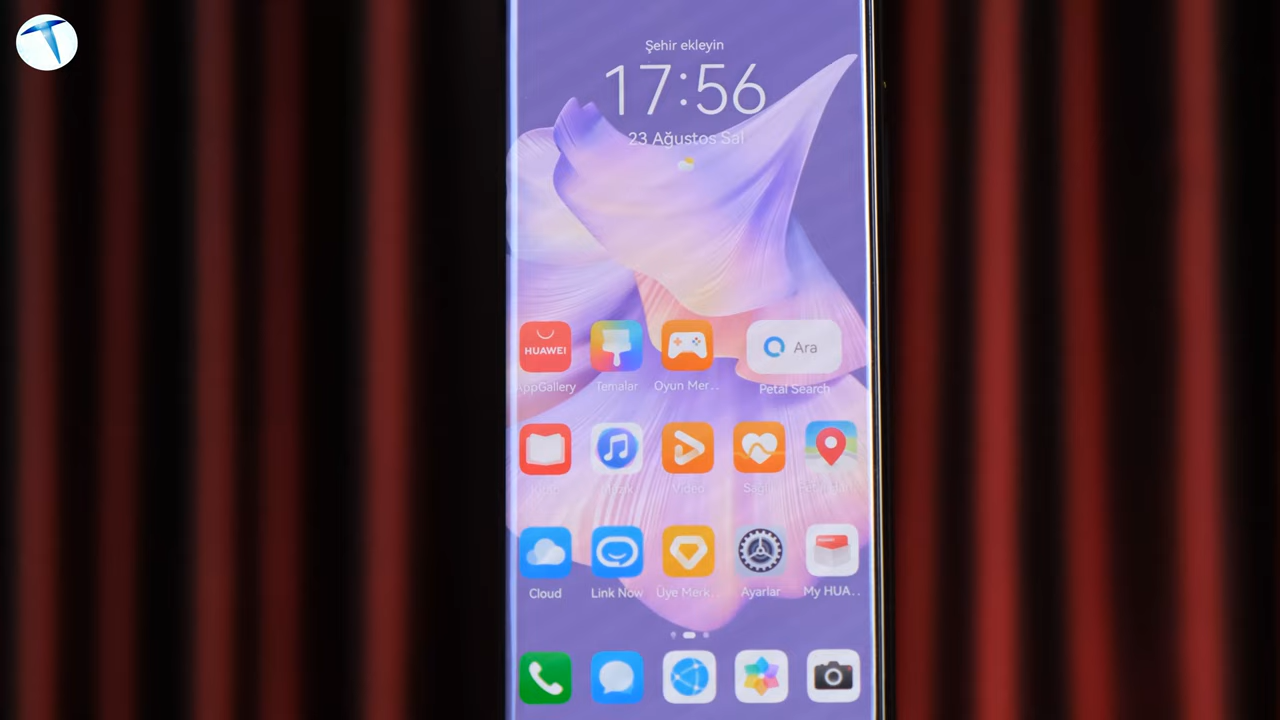 Şehir ekleyin
17:56
23 Ağustos Sal
HUAWEI
Ara
AppGallery
Temalar
Oyun Mer..
Petal Search
Video
Cloud
Link Now
Üye Merk..
Ayarlar
My HUA..